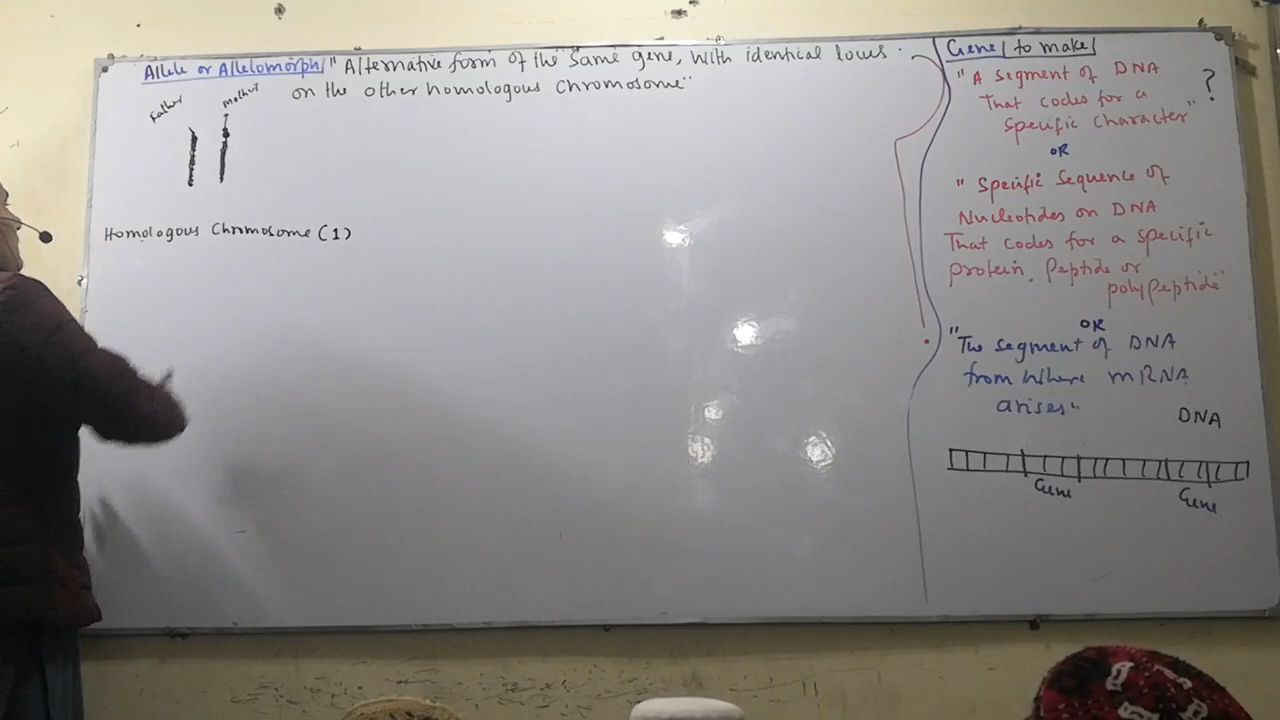 Allele or Allelomorph/ "Alternative form of the "same gene, with identical locus
on the other homologous chromosome"
Father
Mother
Homologous Chromosome (1)
Gene/ to make/
"A segment of DNA
That codes for a
specific character"
?
OR
"Specific sequence of
Nucleotides on DNA
That codes for a specific
protein, peptide or
polypeptide"
OR
"The segment of DNA
from where mRNA
arises"
DNA
Gene
Gene